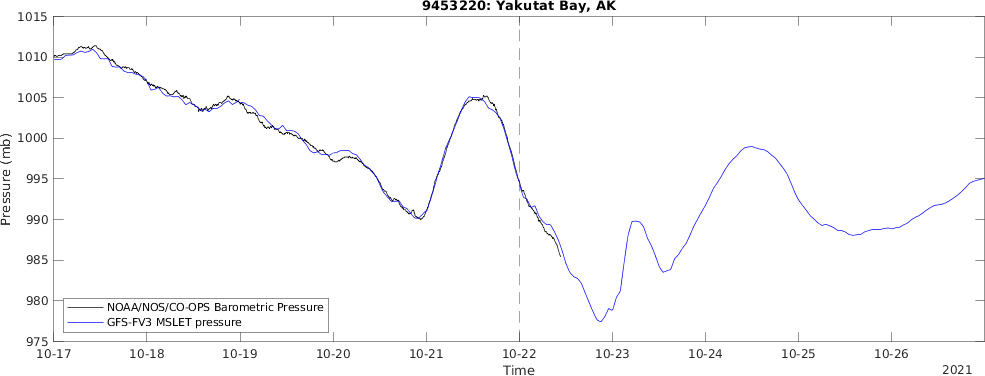 9453220: Yakutat Bay, AK
1015
1010
1005
1000
995
990
985
980
975
Pressure (mb)
NOAA/NOS/CO-OPS Barometric Pressure
GFS-FV3 MSLET pressure
10-17 10-18 10-19 10-20 10-21 10-22 10-23 10-24 10-25 10-26
Time
2021